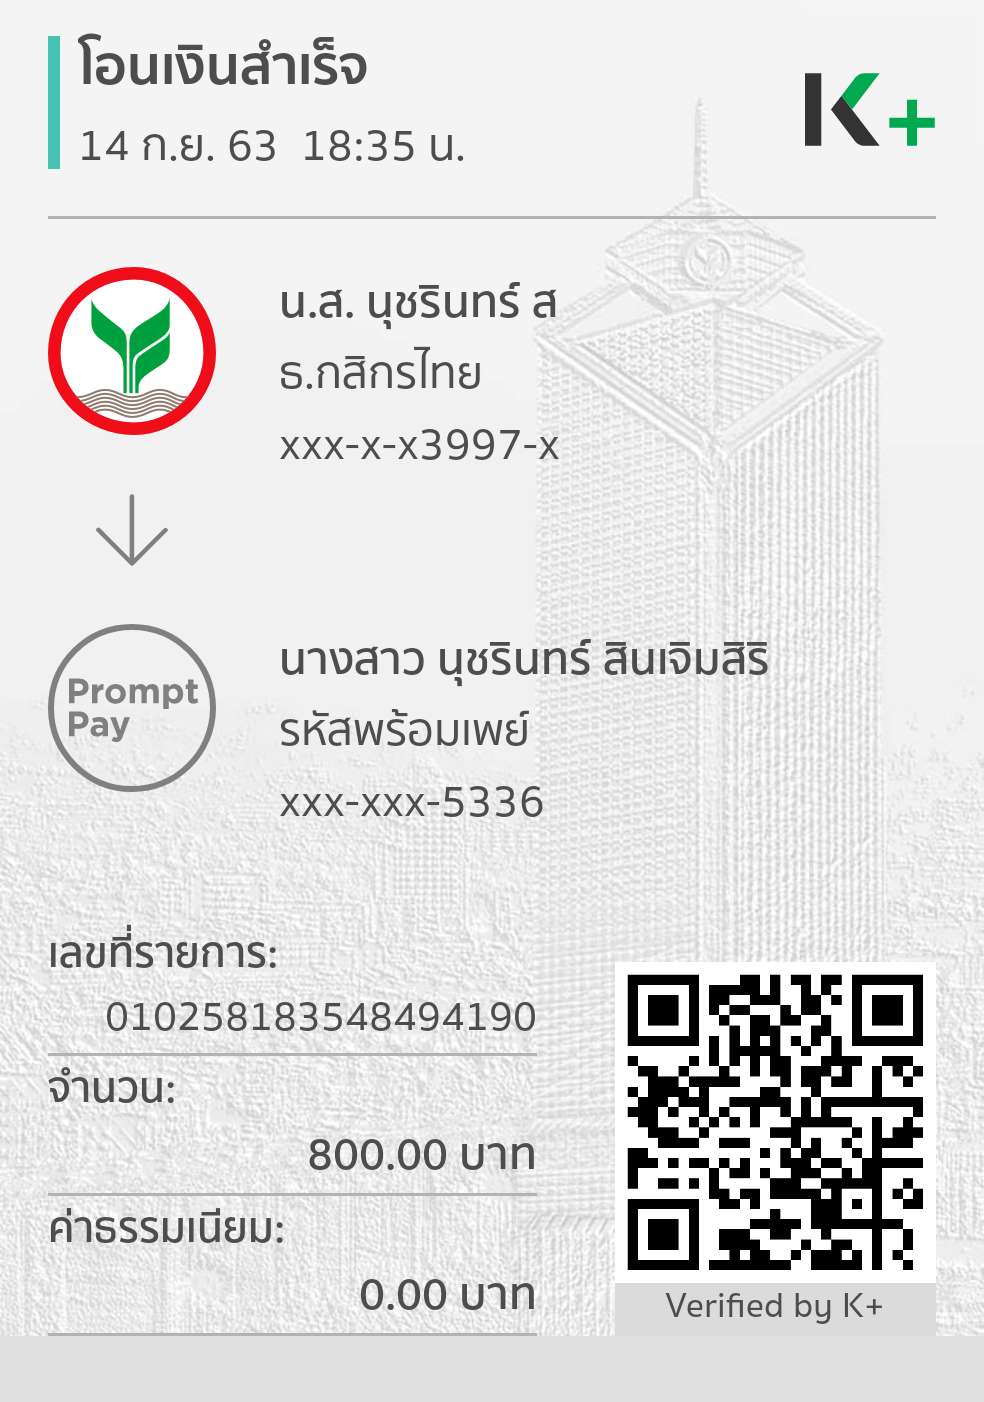 โอนเงินสำเร็จ
14 ก.ย. 63 18:35 น.
K+
น.ส. นุชรินทร์ ส
ธ.กสิกรไทย
xxx-x-x3997-x
Prompt
Pay
นางสาว นุชรินทร์ สินเจิมสิริ
รหัสพร้อมเพย์
xxx-xxx-5336
เลขที่รายการ:
010258183548494190
จำนวน:
800.00 บาท
ค่าธรรมเนียม:
0.00 บาท
Verified by K+